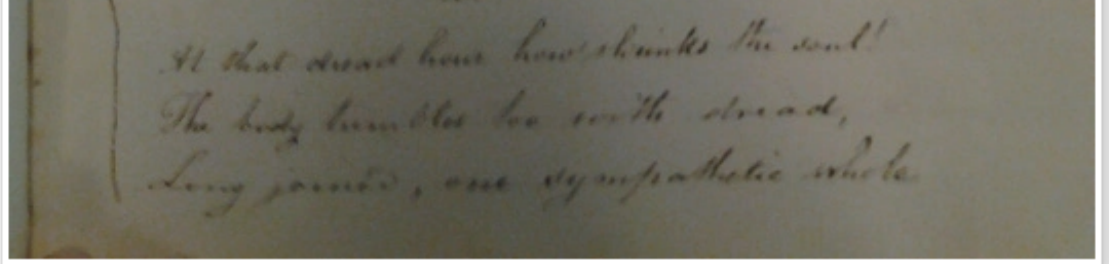 At that dread hour how shrinks the soul!
The body trembles too with dread,
Long joined, one sympathetic whole